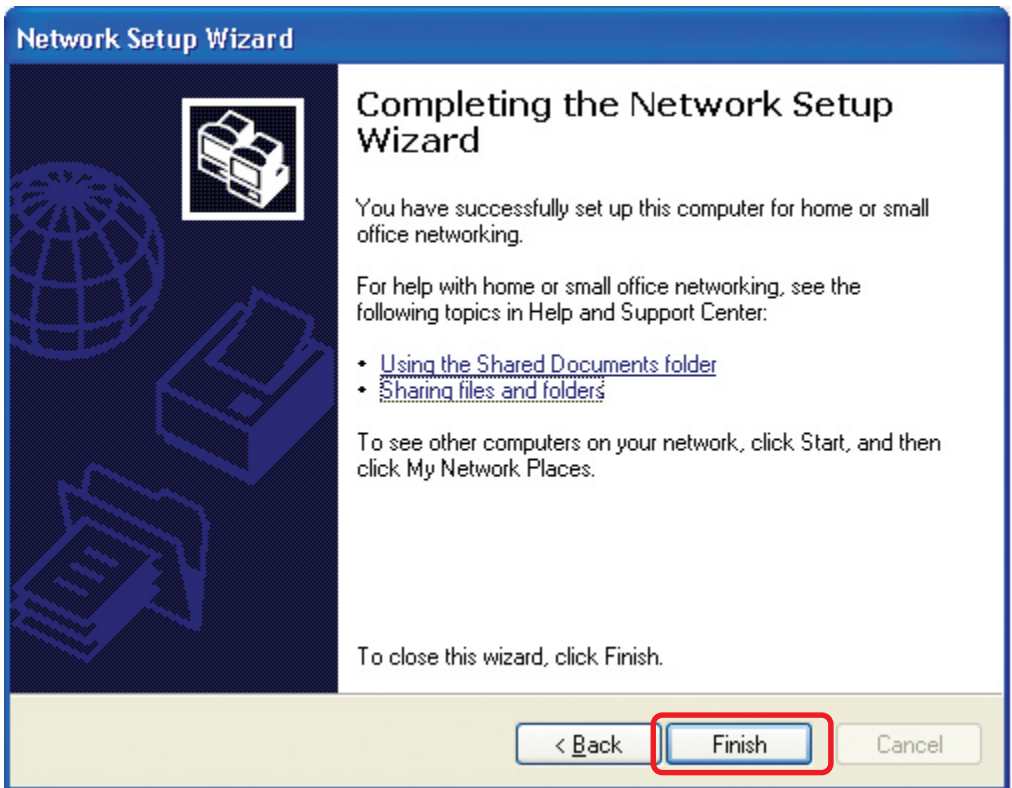 Network Setup Wizard
Completing the Network Setup
Wizard
You have successfully set up this computer for home or small
office networking.
For help with home or small office networking, see the
following topics in Help and Support Center:
• Using the Shared Documents folder
• Sharing files and folders
To see other computers on your network, click Start, and then
click My Network Places.
To close this wizard, click Finish.
< Back Finish Cancel